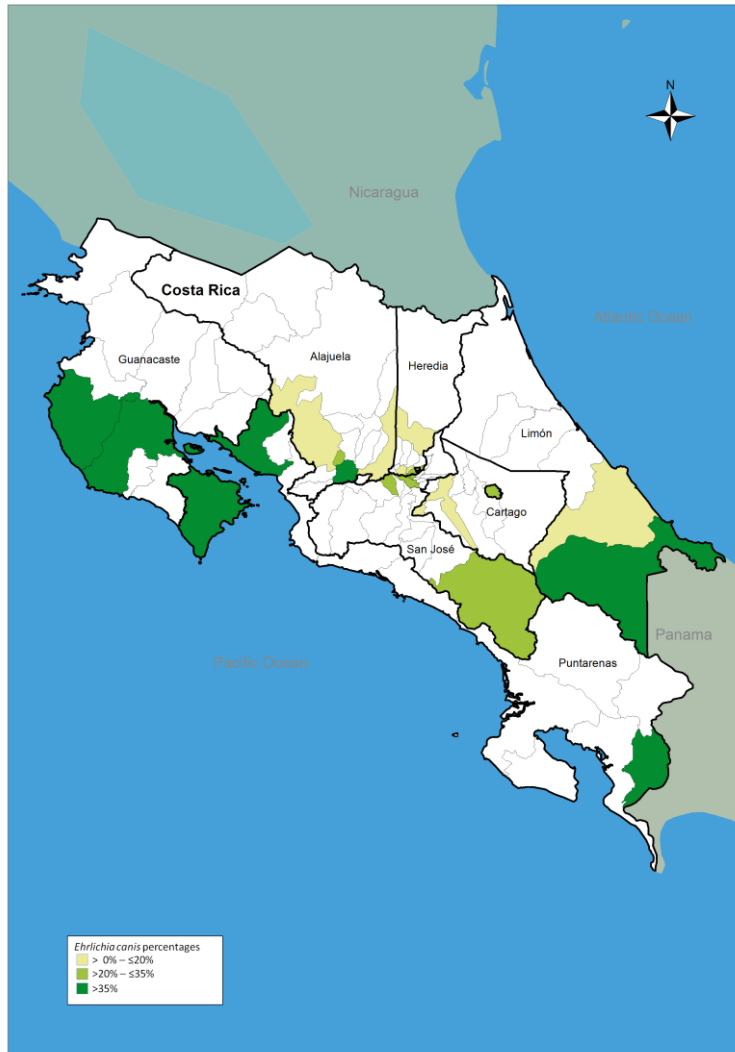 N
Nicaragua
Costa Rica
Atlantic Ocean
Guanacaste
Alajuela
Heredia
Limón
Cartago
San José
Panama
Pacific Ocean
Puntarenas
Ehrlichia canis percentages
> 0% – ≤20%
>20% – ≤35%
>35%